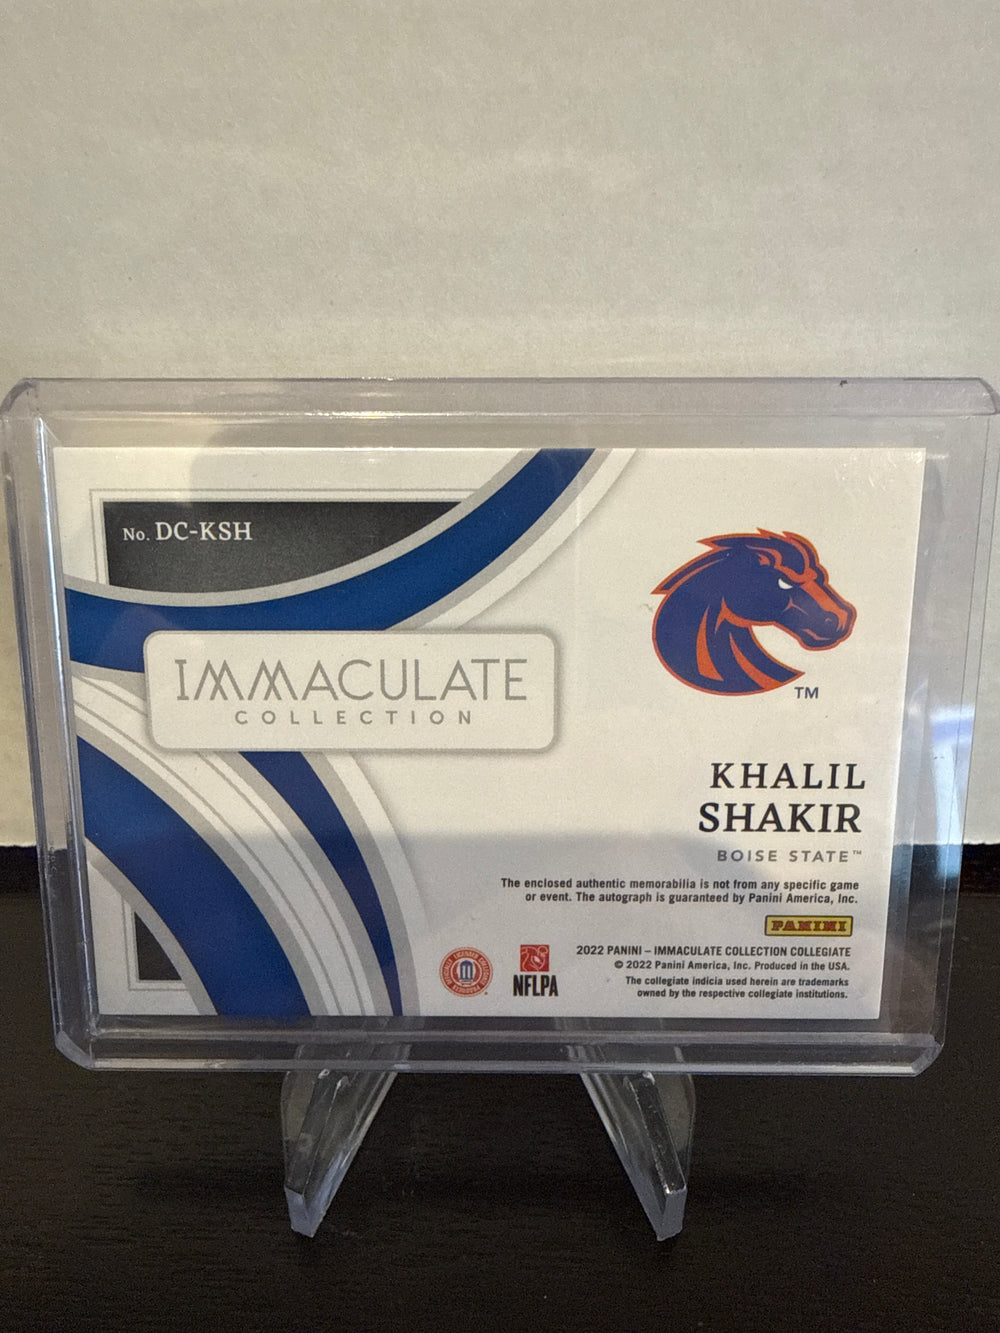 No. DC-KSH
IMMACULATE
COLLECTION
TM
KHALIL
SHAKIR
BOISE STATE™
The enclosed authentic memorabilia is not from any specific game
or event. The autograph is guaranteed by Panini America, Inc.
PANINI
2022 PANINI – IMMACULATE COLLECTION COLLEGIATE
© 2022 Panini America, Inc. Produced in the USA.
The collegiate indicia used herein are trademarks
owned by the respective collegiate institutions.
NFLPA